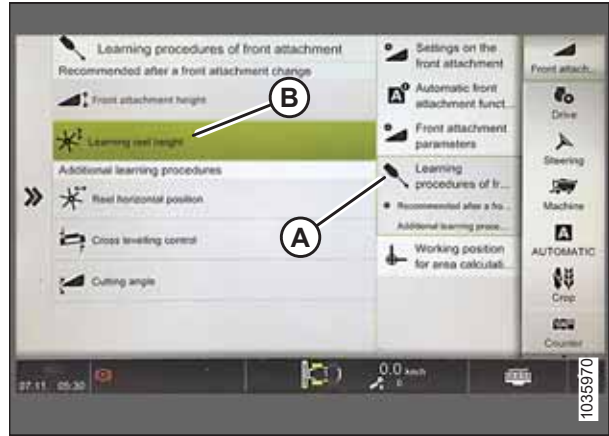 Learning procedures of front attachment
Recommended after a front attachment change
Front attachment height
B
Learning reel height
Additional learning procedures
Reel horizontal position
Cross levelling control
Cutting angle
Settings on the
front attachment
Automatic front
attachment funct...
Front attachment
parameters
Learning
procedures of fr...
Recommended after a fro...
Additional learning proce...
A
Working position
for area calculati...
Front attach...
Drive
Steering
Machine
A
AUTOMATIC
Crop
Counter
07.11 05:30
0.0 km/h
0
1035970